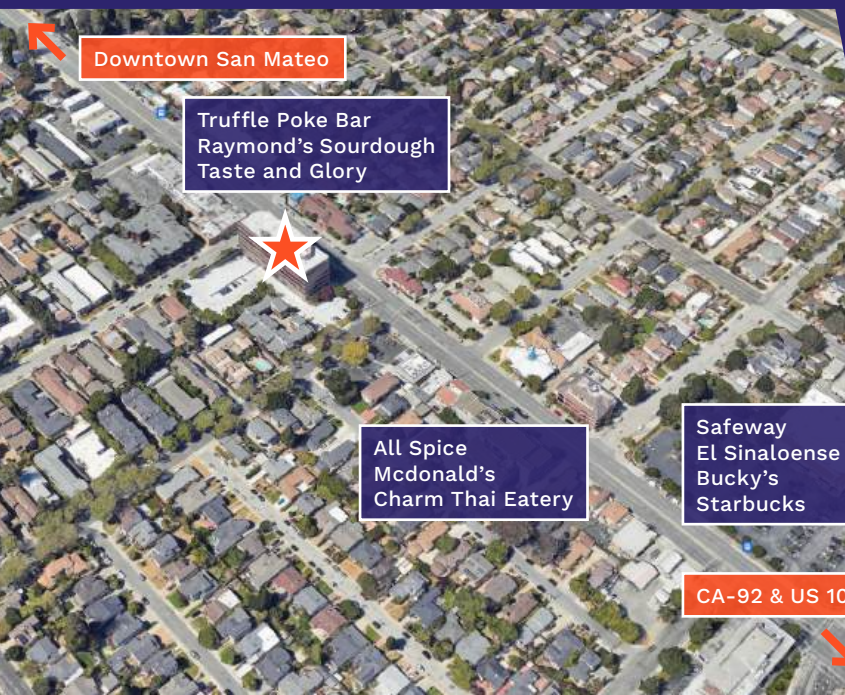 Downtown San Mateo
Truffle Poke Bar
Raymond's Sourdough
Taste and Glory
All Spice
Mcdonald's
Charm Thai Eatery
Safeway
El Sinaloense
Bucky's
Starbucks
CA-92 & US 10